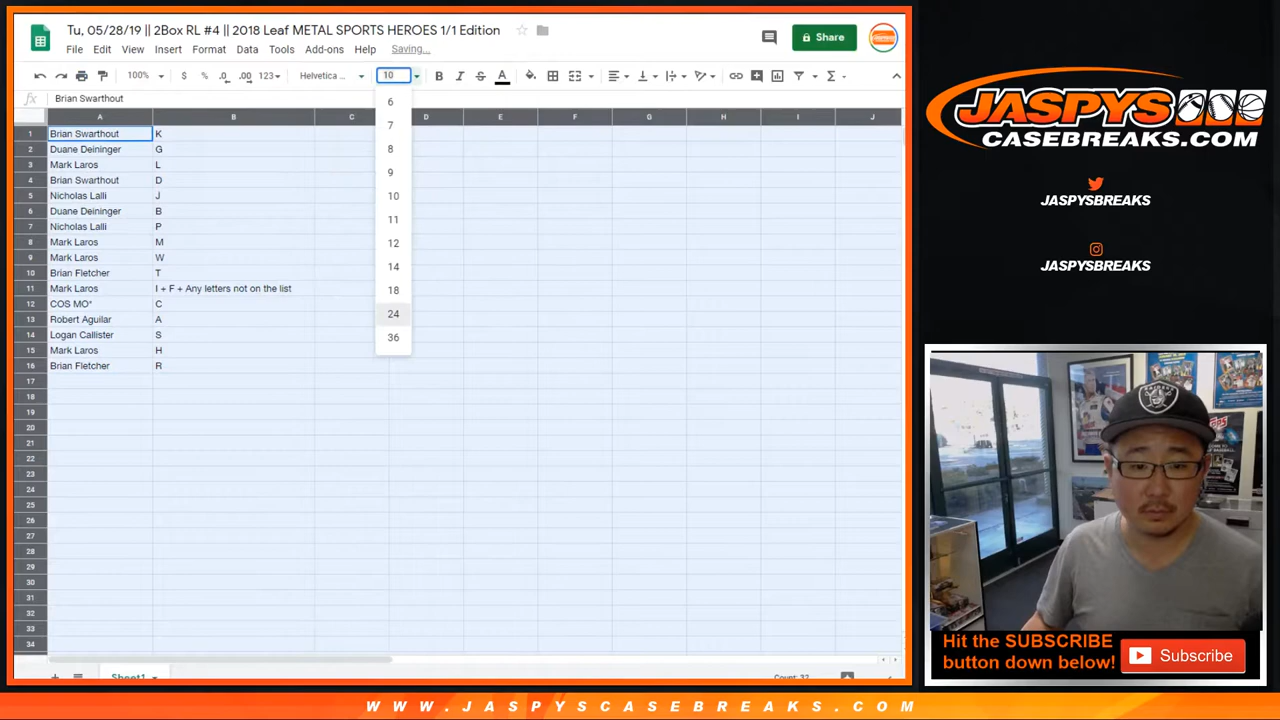 Tu, 05/28/19 || 2Box RL #4 || 2018 Leaf METAL SPORTS HEROES 1/1 Edition
File Edit View Insert Format Data Tools Add-ons Help Saving...
Share
100% $ % .0 .00 123 Helvetica ... 10 B I S A
fx Brian Swarthout
A B C D E F G H J
1 Brian Swarthout K
2 Duane Deininger G
3 Mark Laros L
4 Brian Swarthout D
5 Nicholas Lalli J
6 Duane Deininger B
7 Nicholas Lalli P
8 Mark Laros M
9 Mark Laros W
10 Brian Fletcher T
11 Mark Laros I + F + Any letters not on the list
12 COS MO* C
13 Robert Aguilar A
14 Logan Callister S
15 Mark Laros H
16 Brian Fletcher R
17
18
19
20
21
22
23
24
25
26
27
28
29
30
31
32
33
34
6
7
8
9
10
11
12
14
18
24
36
Sheet1
Count: 32
JASPYS
CASEBREAKS.COM
JASPYSBREAKS
JASPYSBREAKS
Hit the SUBSCRIBE
button down below!
Subscribe
WWW.JASPYSCASEBREAKS.COM